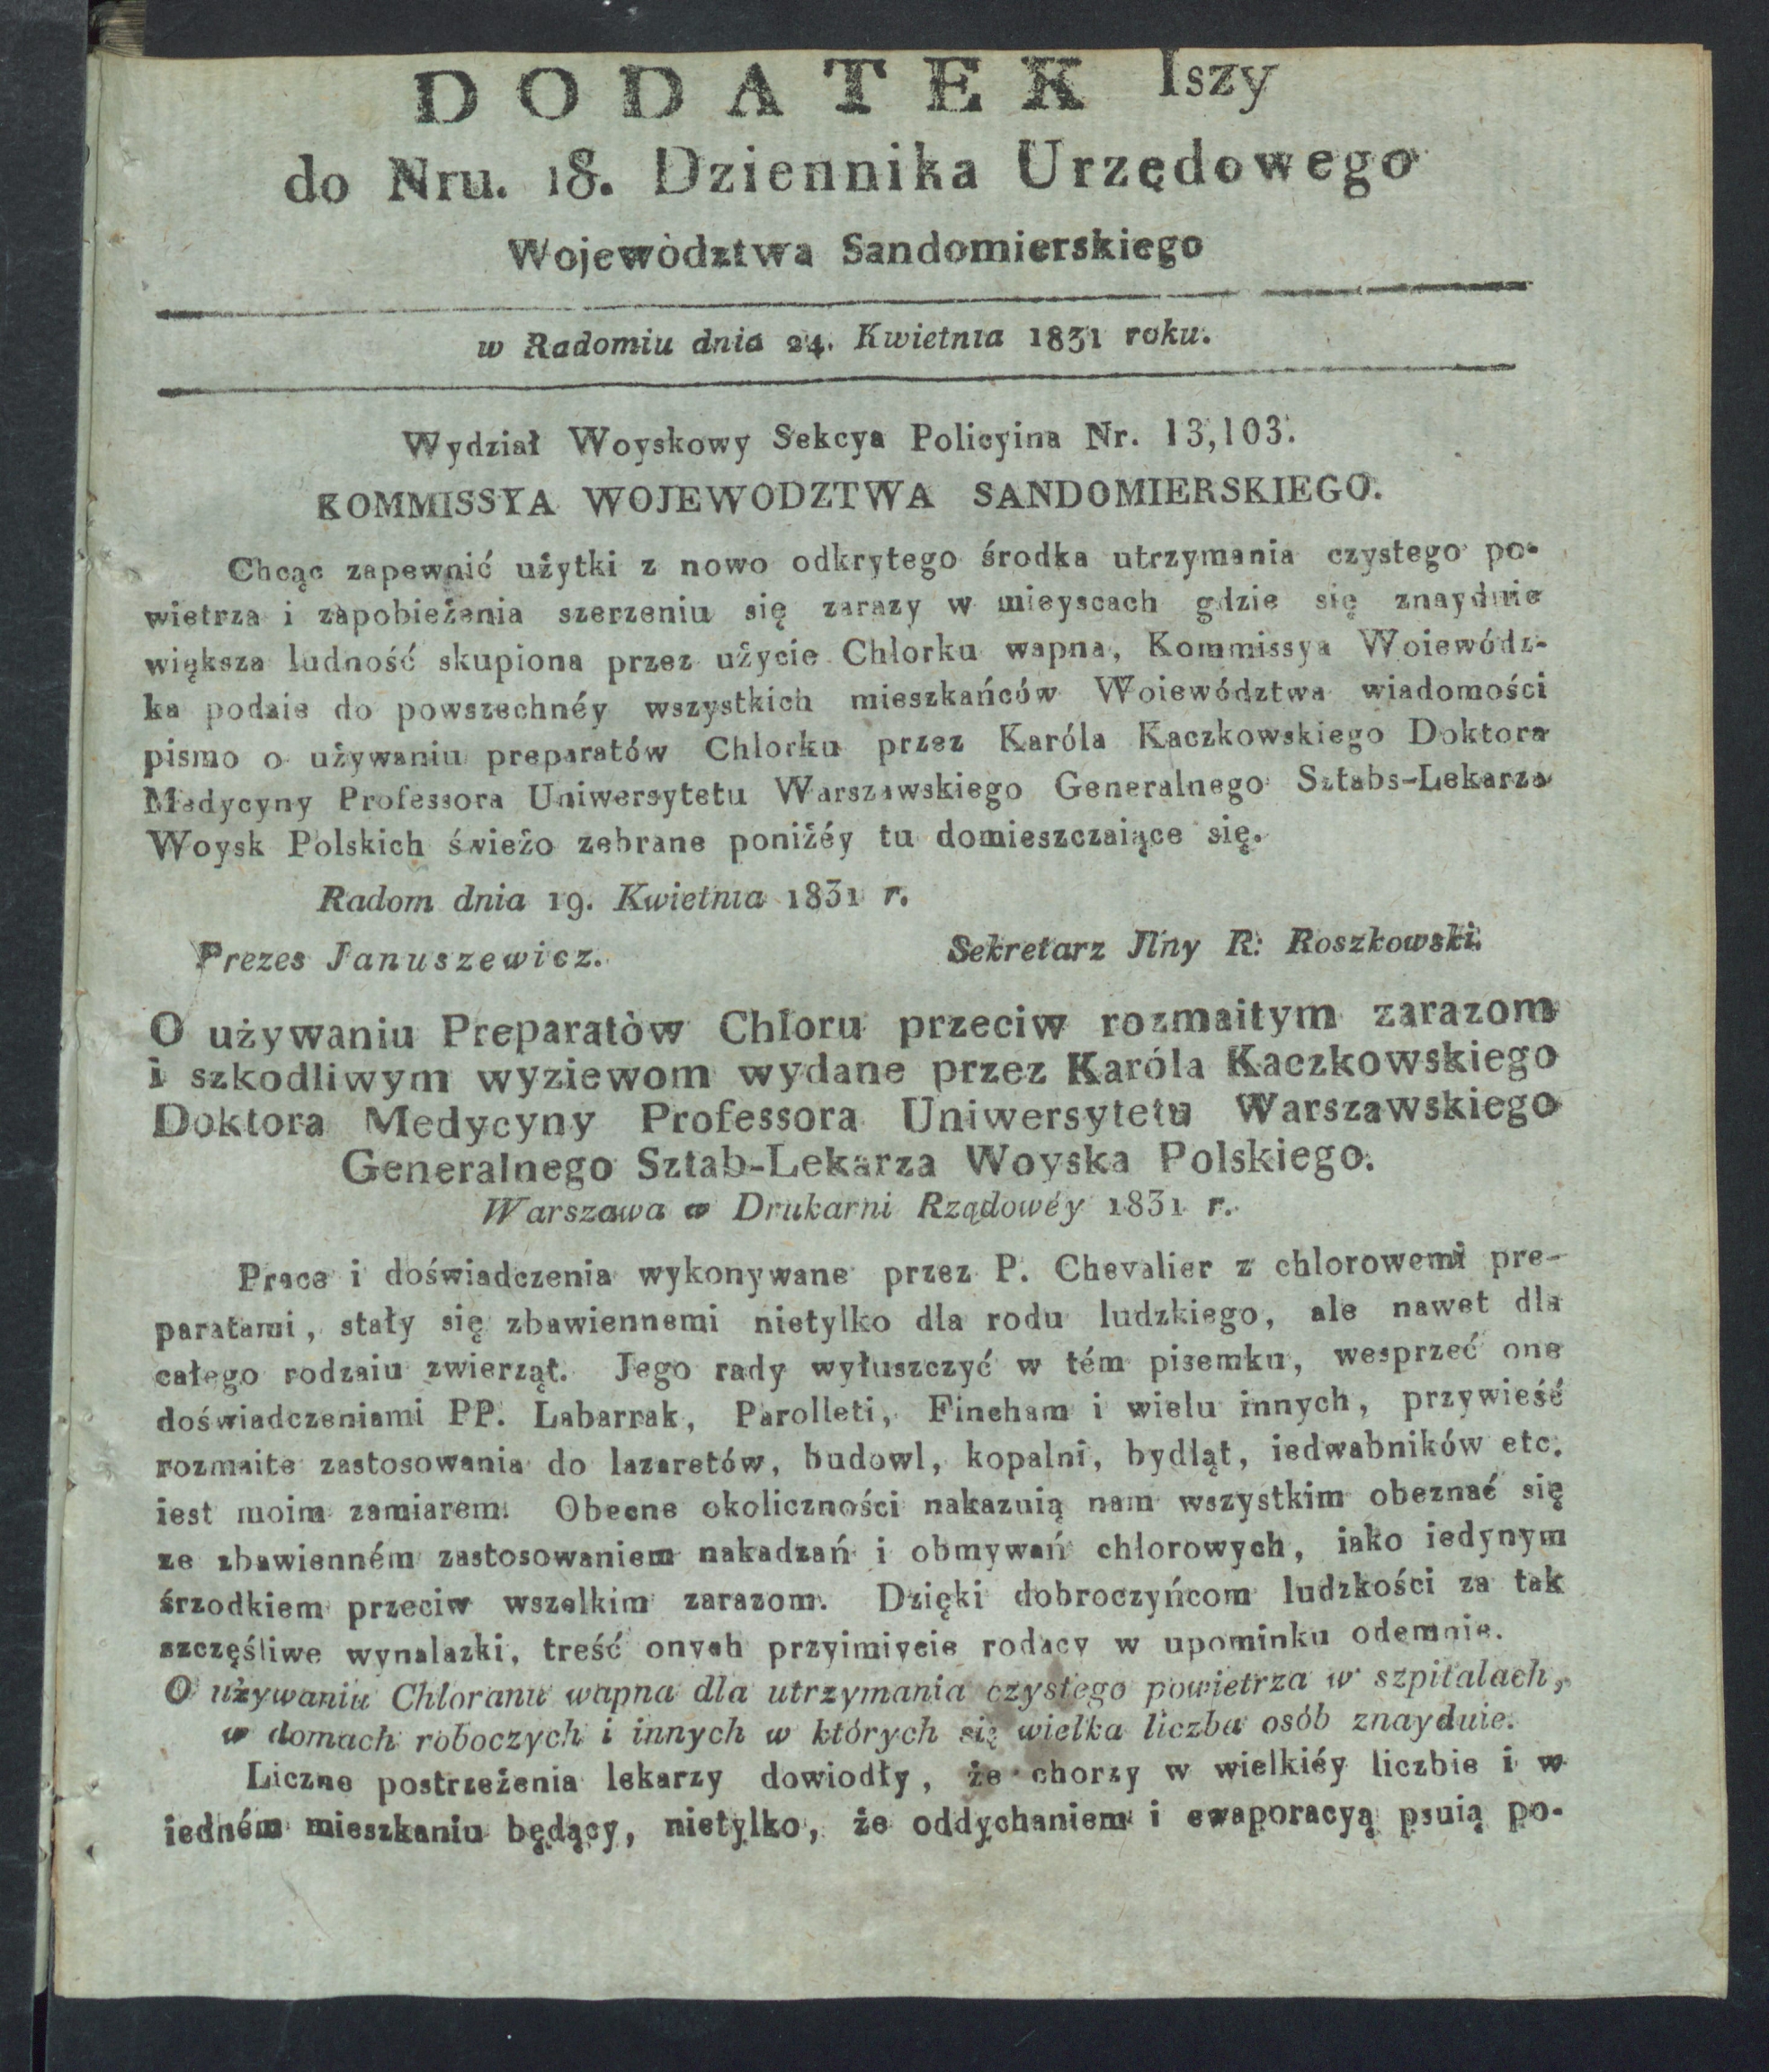 DODATEK Iszy
do Nru. 18. Dziennika Urzędowego
Wojewòdztwa Sandomierskiego
w Radomiu dnia 24. Kwietnia 1831 roku.
Wydział Woyskowy Sekcya Policyina Nr. 13,103.
KOMMISSYA WOJEWODZTWA SANDOMIERSKIEGO.
Chcąc zapewnić użytki z nowo odkrytego środka utrzymania czystego po-
wietrza i zapobieżenia szerzeniu się zarazy w mieyscach gdzie się znayduie
większa ludność skupiona przez użycie Chlorku wapna, Kommissya Woiewódz-
ka podaie do powszechnéy wszystkich mieszkańców Woiewództwa wiadomości
pismo o używaniu preparatów Chlorku przez Karóla Kaczkowskiego Doktora
Medycyny Professora Uniwersytetu Warszawskiego Generalnego Sztabs-Lekarza
Woysk Polskich świeżo zebrane poniżéy tu domieszczaiące się.
Radom dnia 19. Kwietnia 1831 r.
Prezes Januszewicz. Sekretarz Jlny R: Roszkowski.
O używaniu Preparatòw Chloru przeciw rozmaitym zarazom
i szkodliwym wyziewom wydane przez Karóla Kaczkowskiego
Doktora Medycyny Professora Uniwersytetu Warszawskiego
Generalnego Sztab-Lekarza Woyska Polskiego.
Warszawa w Drukarni Rządowéy 1831 r.
Prace i doświadczenia wykonywane przez P. Chevalier z chlorowemi pre-
paratami, stały się zbawiennemi nietylko dla rodu ludzkiego, ale nawet dla
całego rodzaiu zwierząt. Jego rady wyłuszczyć w tém pisemku, wesprzeć one
doświadczeniami PP. Labarrak, Parolleti, Fincham i wielu innych, przywieść
rozmaite zastosowania do lazaretów, budowl, kopalni, bydląt, iedwabników etc.
iest moim zamiarem. Obecne okoliczności nakazuią nam wszystkim obeznać się
ze zbawienném zastosowaniem nakadzań i obmywań chlorowych, iako iedynym
śrzodkiem przeciw wszelkim zarazom. Dzięki dobroczyńcom ludzkości za tak
szczęśliwe wynalazki, treść onych przyimiycie rodacy w upominku odemnie.
O używaniu Chloranu wapna dla utrzymania czystego powietrza w szpitalach,
w domach roboczych i innych w których się wielka liczba osób znayduie.
Liczne postrzeżenia lekarzy dowiodły, że chorzy w wielkiéy liczbie i w
iedném mieszkaniu będący, nietylko, że oddychaniem i ewaporacyą psuią po-